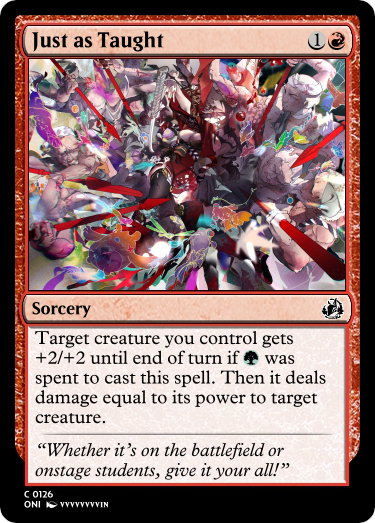 Just as Taught 1
Sorcery
Target creature you control gets
+2/+2 until end of turn if was
spent to cast this spell. Then it deals
damage equal to its power to target
creature.
“Whether it’s on the battlefield or
onstage students, give it your all!”
C 0126
ONI VVVVVVVVIN